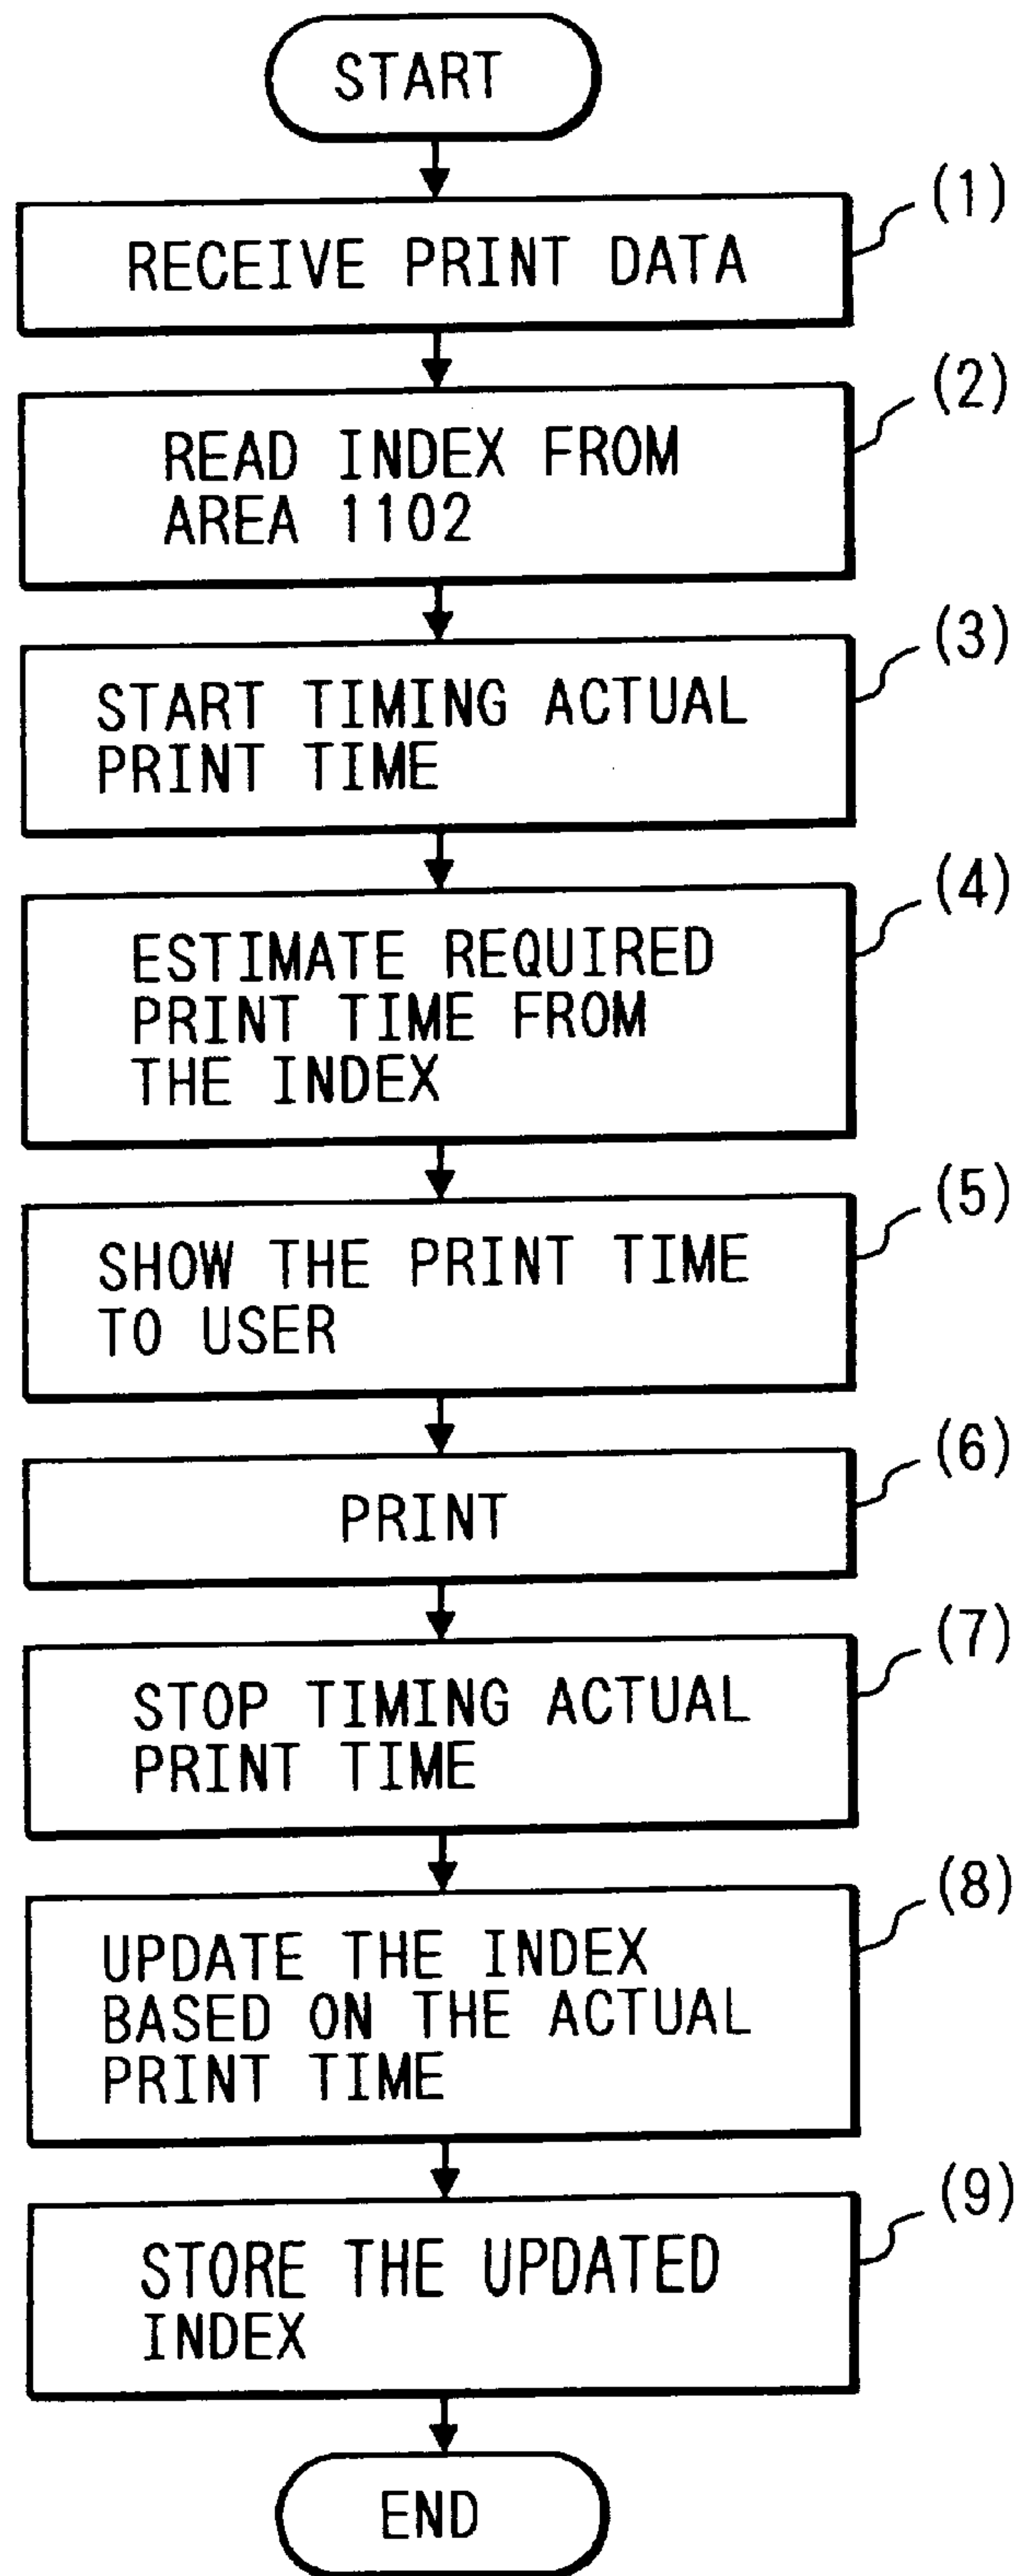 START
(1)
RECEIVE PRINT DATA
(2)
READ INDEX FROM
AREA 1102
(3)
START TIMING ACTUAL
PRINT TIME
(4)
ESTIMATE REQUIRED
PRINT TIME FROM
THE INDEX
(5)
SHOW THE PRINT TIME
TO USER
(6)
PRINT
(7)
STOP TIMING ACTUAL
PRINT TIME
(8)
UPDATE THE INDEX
BASED ON THE ACTUAL
PRINT TIME
(9)
STORE THE UPDATED
INDEX
END